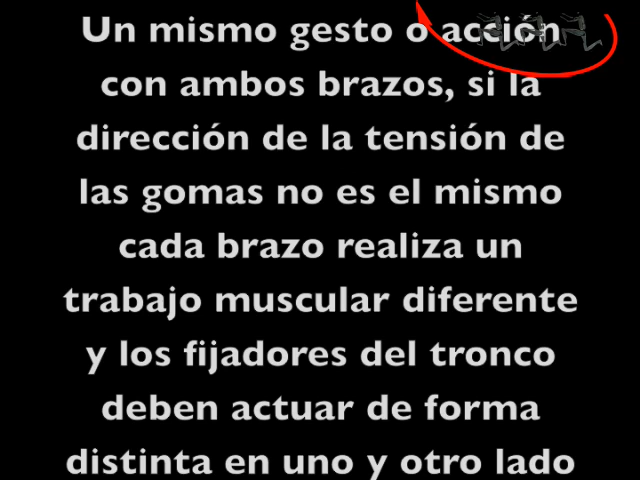 Un mismo gesto o acción
con ambos brazos, si la
dirección de la tensión de
las gomas no es el mismo
cada brazo realiza un
trabajo muscular diferente
y los fijadores del tronco
deben actuar de forma
distinta en uno y otro lado